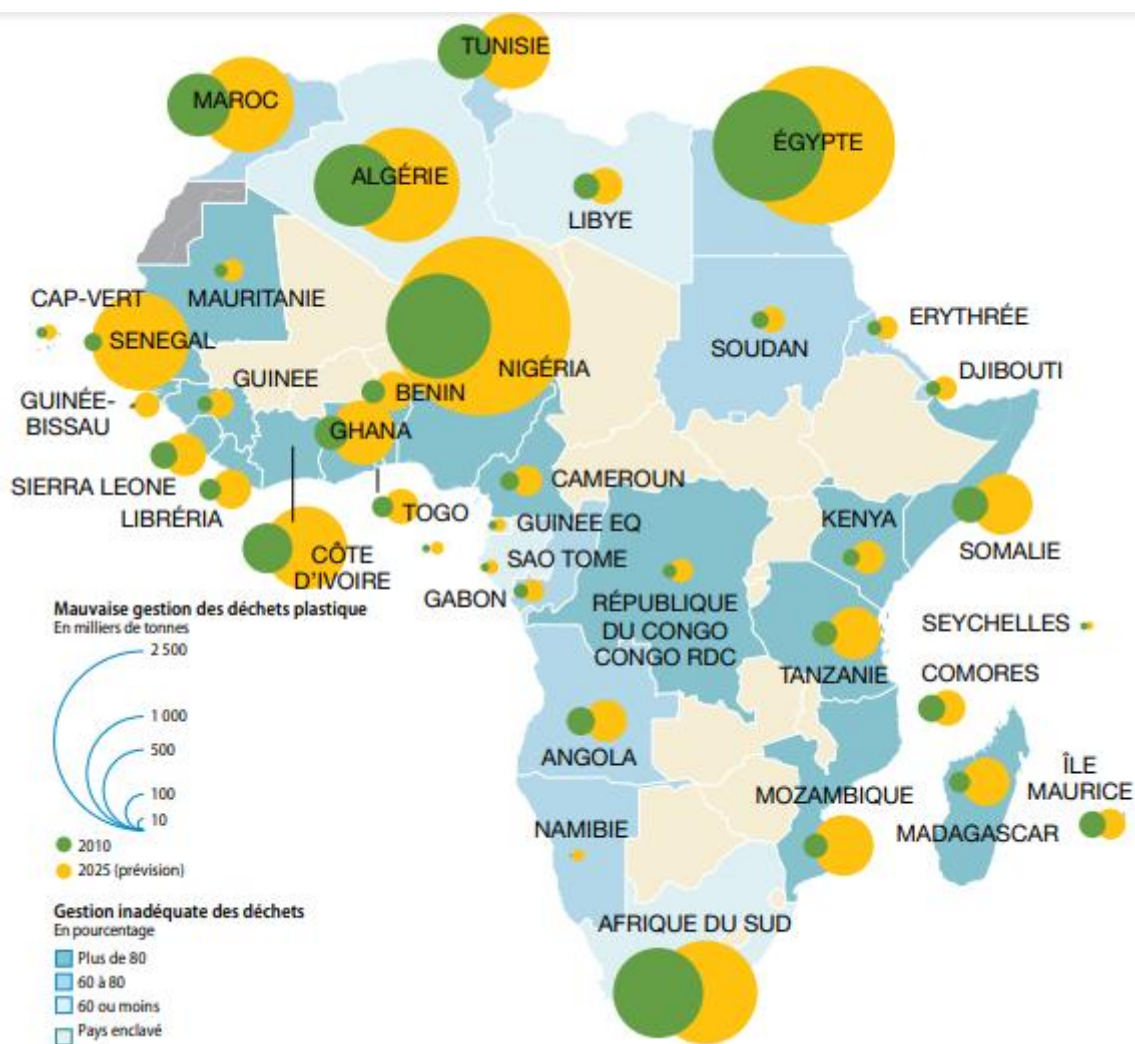 TUNISIE
MAROC
ÉGYPTE
ALGÉRIE
LIBYE
CAP-VERT
MAURITANIE
ERYTHRÉE
SENEGAL
SOUDAN
DJIBOUTI
GUINEE
NIGÉRIA
BENIN
GUINÉE-
BISSAU
GHANA
SIERRA LEONE
CAMEROUN
LIBRÉRIA
TOGO
GUINEE EQ
KENYA
SOMALIE
CÔTE
D'IVOIRE
SAO TOME
GABON
RÉPUBLIQUE
DU CONGO
CONGO RDC
SEYCHELLES
TANZANIE
COMORES
ANGOLA
MOZAMBIQUE
ÎLE
MAURICE
NAMIBIE
MADAGASCAR
AFRIQUE DU SUD
Mauvaise gestion des déchets plastique
En milliers de tonnes
2 500
1 000
500
100
10
2010
2025 (prévision)
Gestion inadéquate des déchets
En pourcentage
Plus de 80
60 à 80
60 ou moins
Pays enclavé